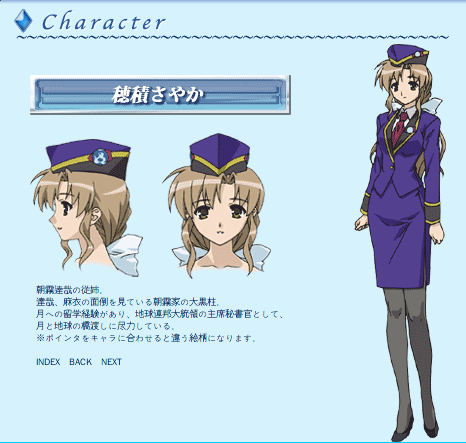 Character
穂積さやか
朝霧達哉の従姉。
達哉、麻衣の面倒を見ている朝霧家の大黒柱。
月への留学経験があり、地球連邦大統領の主席秘書官として、
月と地球の橋渡しに尽力している。
※ポインタをキャラに合わせると違う絵柄になります。
INDEX BACK NEXT